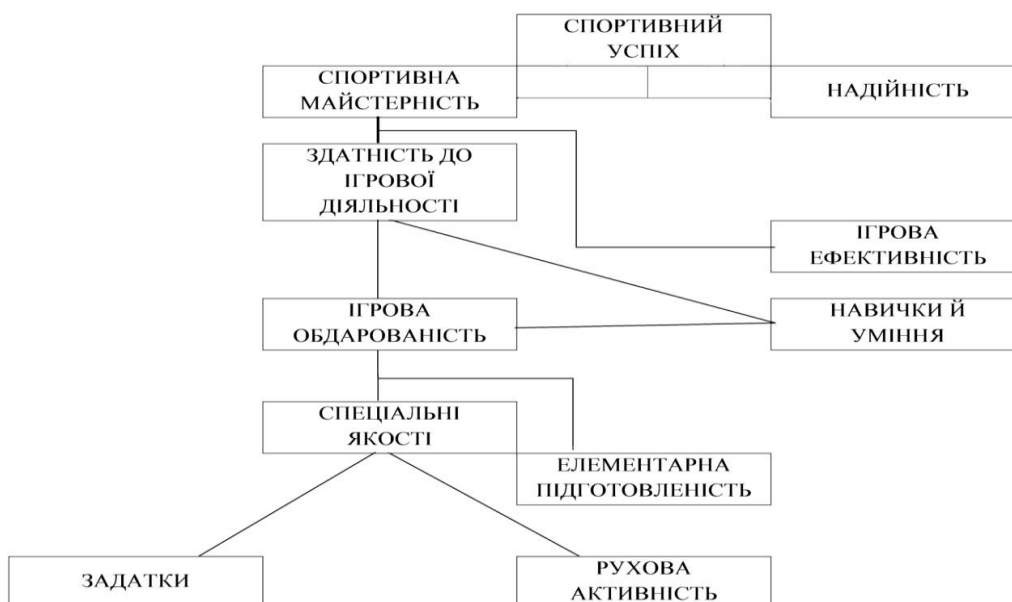 СПОРТИВНИЙ
УСПІХ
СПОРТИВНА
МАЙСТЕРНІСТЬ
НАДІЙНІСТЬ
ЗДАТНІСТЬ ДО
ІГРОВОЇ
ДІЯЛЬНОСТІ
ІГРОВА
ЕФЕКТИВНІСТЬ
ІГРОВА
ОБДАРОВАНІСТЬ
НАВИЧКИ Й
УМІННЯ
СПЕЦІАЛЬНІ
ЯКОСТІ
ЕЛЕМЕНТАРНА
ПІДГОТОВЛЕНІСТЬ
ЗАДАТКИ
РУХОВА
АКТИВНІСТЬ